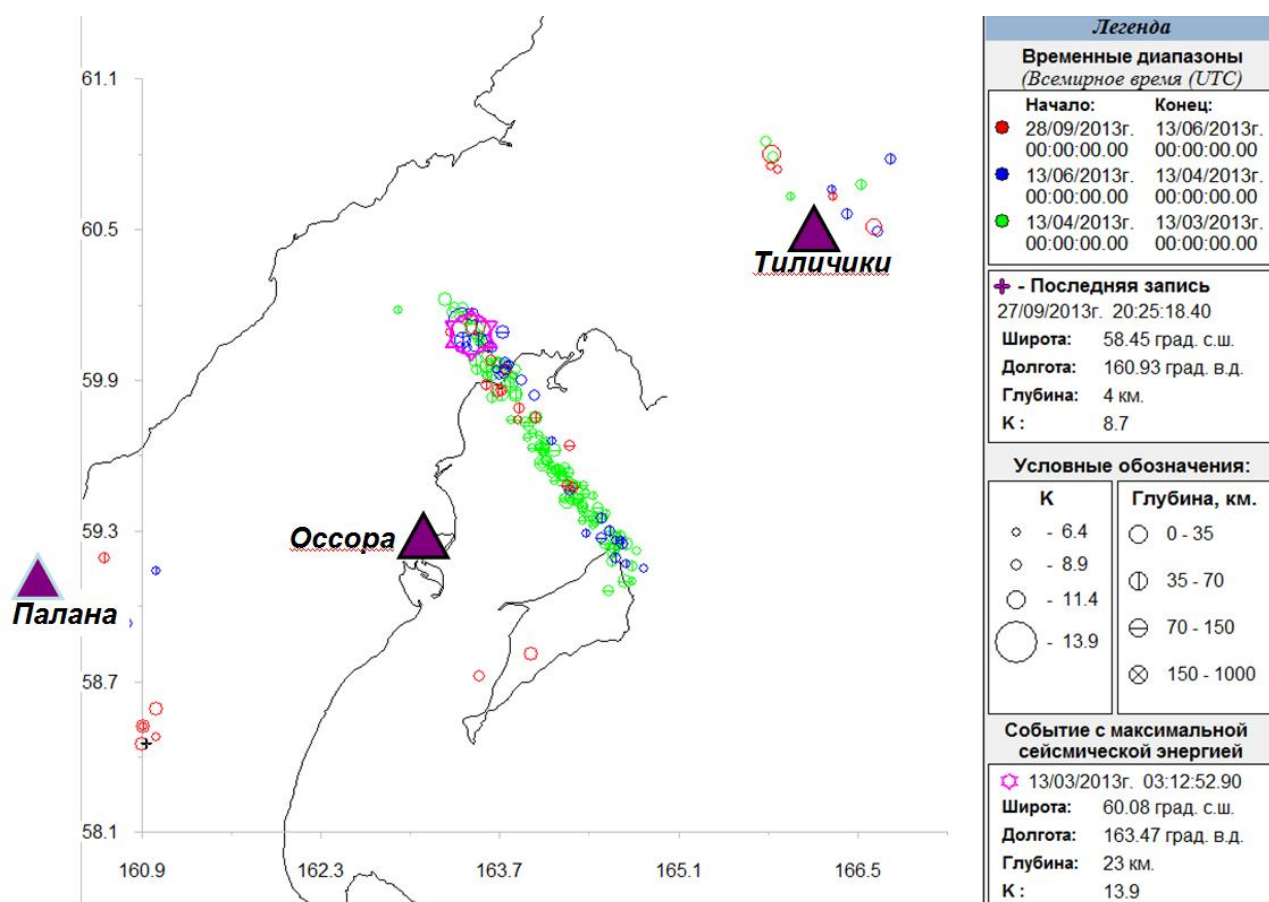 61.1
60.5
59.9
59.3
58.7
58.1
160.9 162.3 163.7 165.1 166.5
Тиличики
Оссора
Палана
Легенда
Временные диапазоны
(Всемирное время (UTC)
Начало: Конец:
28/09/2013г. 13/06/2013г.
00:00:00.00 00:00:00.00
13/06/2013г. 13/04/2013г.
00:00:00.00 00:00:00.00
13/04/2013г. 13/03/2013г.
00:00:00.00 00:00:00.00
- Последняя запись
27/09/2013г. 20:25:18.40
Широта: 58.45 град. с.ш.
Долгота: 160.93 град. в.д.
Глубина: 4 км.
К : 8.7
Условные обозначения:
К Глубина, км.
- 6.4 0 - 35
- 8.9 35 - 70
- 11.4 70 - 150
- 13.9 150 - 1000
Событие с максимальной
сейсмической энергией
13/03/2013г. 03:12:52.90
Широта: 60.08 град. с.ш.
Долгота: 163.47 град. в.д.
Глубина: 23 км.
К : 13.9